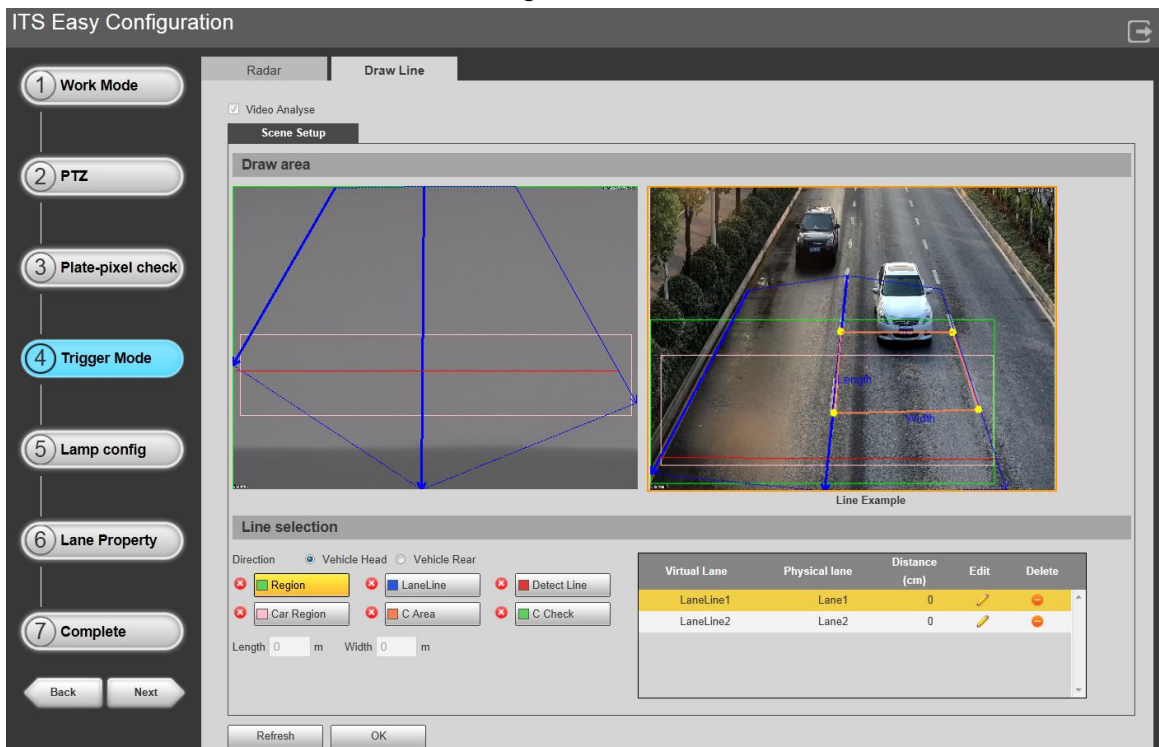 ITS Easy Configuration
1 Work Mode
2 PTZ
3 Plate-pixel check
4 Trigger Mode
5 Lamp config
6 Lane Property
7 Complete
Back Next
Radar Draw Line
Video Analyse
Scene Setup
Draw area
Length
Width
Line Example
Line selection
Direction Vehicle Head Vehicle Rear
Region LaneLine Detect Line
Car Region C Area C Check
Length 0 m Width 0 m
Virtual Lane Physical lane Distance (cm) Edit Delete
LaneLine1 Lane1 0
LaneLine2 Lane2 0
Refresh OK